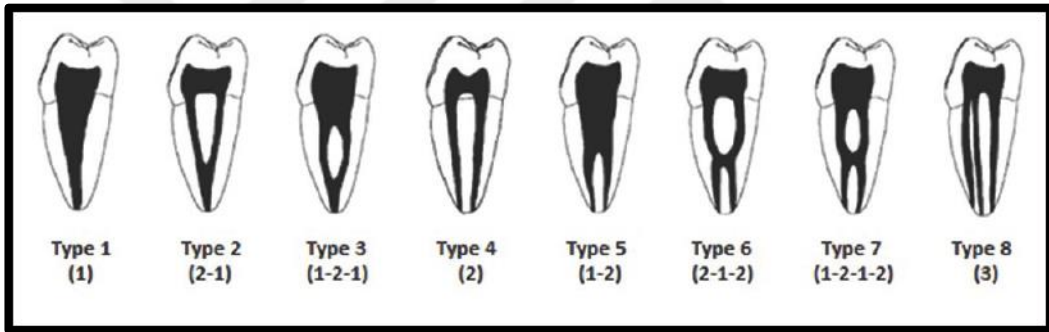 Type 1 Type 2 Type 3 Type 4 Type 5 Type 6 Type 7 Type 8
(1) (2-1) (1-2-1) (2) (1-2) (2-1-2) (1-2-1-2) (3)